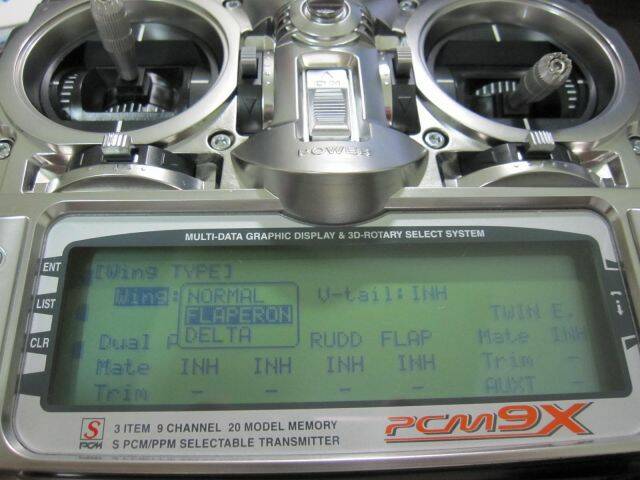 POWER
MULTI-DATA GRAPHIC DISPLAY & 3D-ROTARY SELECT SYSTEM
ENT
LIST
CLR
[Wing TYPE]
Wing: NORMAL V-tail: INH
FLAPERON TWIN E.
DELTA
Dual RUDD FLAP Mate INH
Mate INH INH INH INH Trim -
Trim - - - - AUXT -
S PCM
3 ITEM 9 CHANNEL 20 MODEL MEMORY
S PCM/PPM SELECTABLE TRANSMITTER
PCM9X